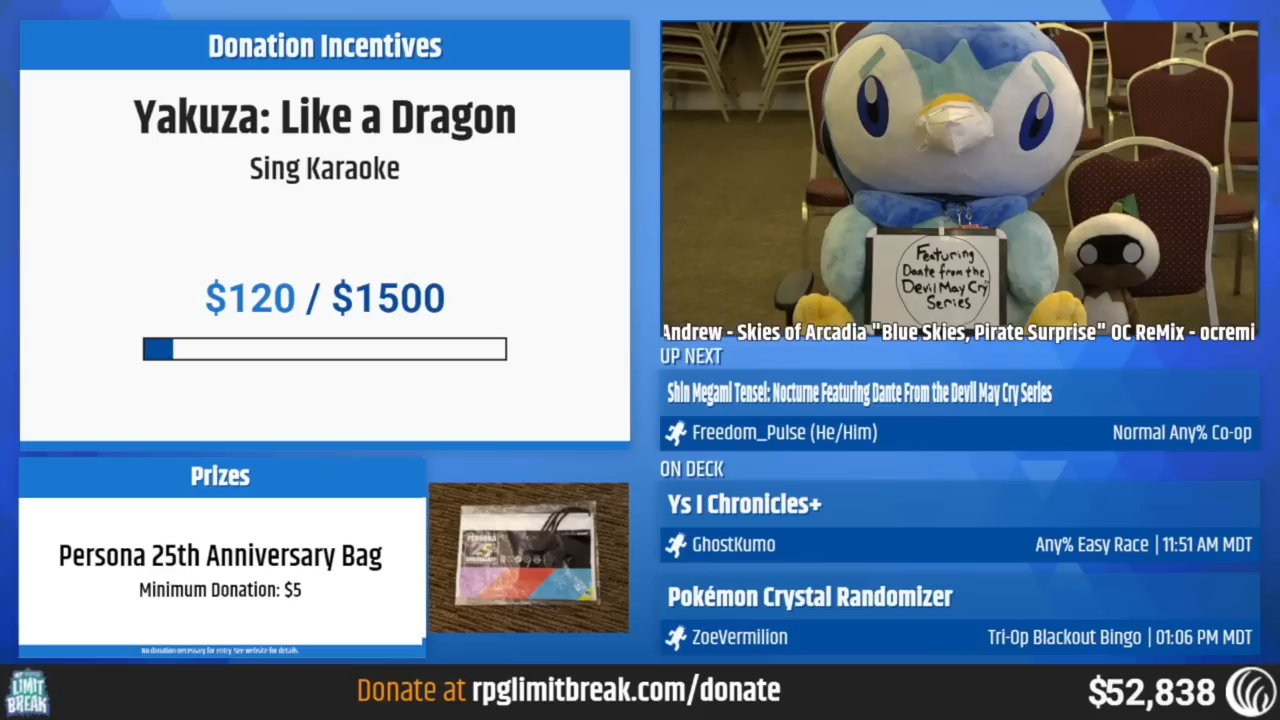 Donation Incentives
Yakuza: Like a Dragon
Sing Karaoke
$120 / $1500
Prizes
Persona 25th Anniversary Bag
Minimum Donation: $5
No donation necessary for entry. See website for details.
PERSONA
25
Featuring
Dante from the
Devil May Cry
Series
Andrew - Skies of Arcadia "Blue Skies, Pirate Surprise" OC ReMix - ocremi
UP NEXT
Shin Megami Tensei: Nocturne Featuring Dante From the Devil May Cry Series
Freedom_Pulse (He/Him)
Normal Any% Co-op
ON DECK
Ys I Chronicles+
GhostKumo
Any% Easy Race | 11:51 AM MDT
Pokémon Crystal Randomizer
ZoeVermilion
Tri-Op Blackout Bingo | 01:06 PM MDT
LIMIT
BREAK
Donate at rpglimitbreak.com/donate
$52,838